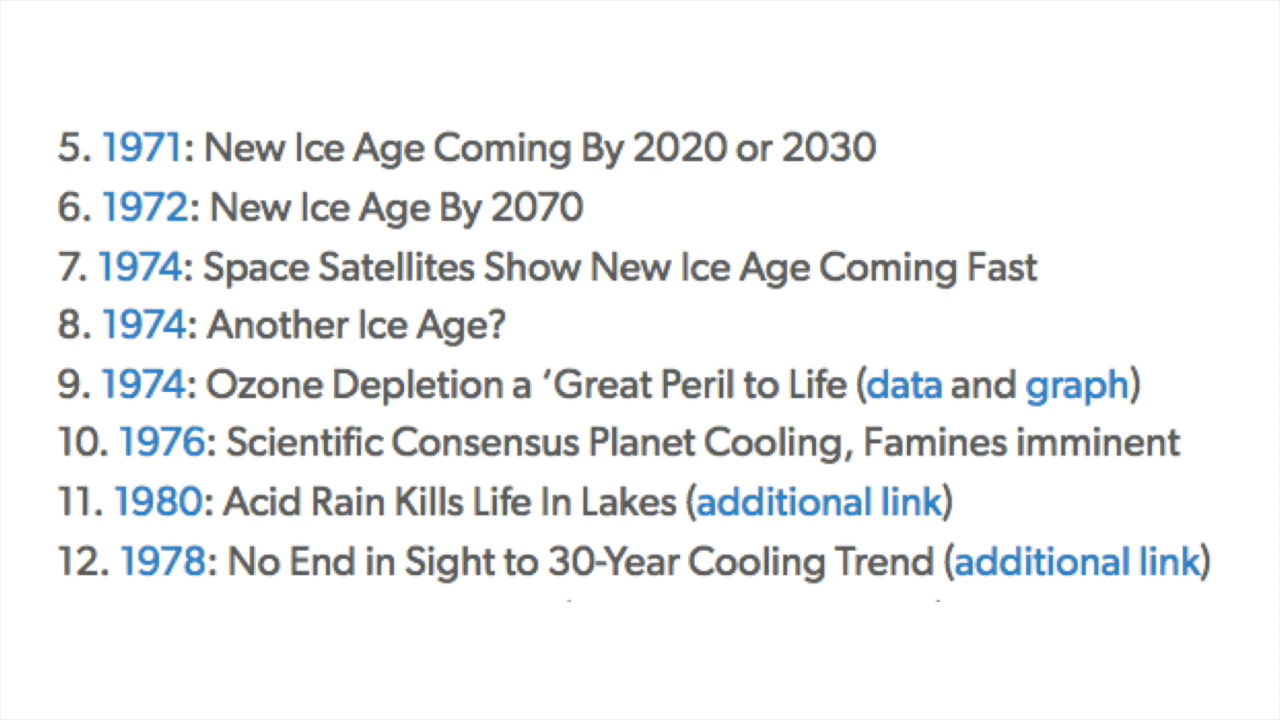 5. 1971: New Ice Age Coming By 2020 or 2030
6. 1972: New Ice Age By 2070
7. 1974: Space Satellites Show New Ice Age Coming Fast
8. 1974: Another Ice Age?
9. 1974: Ozone Depletion a ‘Great Peril to Life (data and graph)
10. 1976: Scientific Consensus Planet Cooling, Famines imminent
11. 1980: Acid Rain Kills Life In Lakes (additional link)
12. 1978: No End in Sight to 30-Year Cooling Trend (additional link)